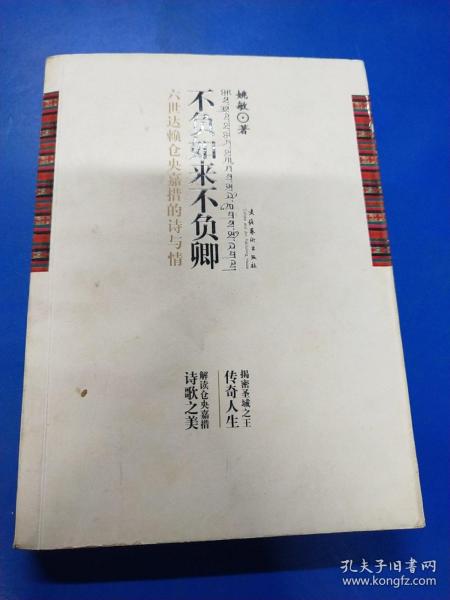 姚敏 著
不负如来不负卿
六世达赖仓央嘉措的诗与情
文化艺术出版社
揭密圣城之王
传奇人生
解读仓央嘉措
诗歌之美
孔夫子旧书网
www.kongfz.com